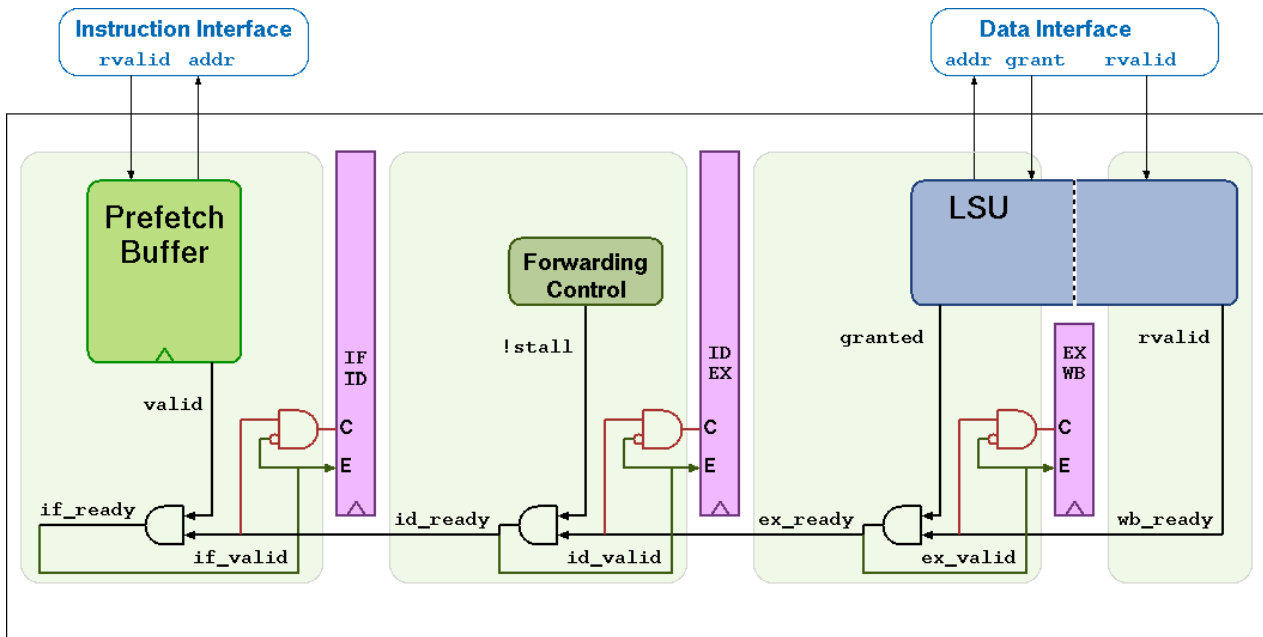 Instruction Interface
rvalid addr
Data Interface
addr grant rvalid
Prefetch
Buffer
LSU
Forwarding
Control
!stall
granted
rvalid
valid
IF
ID
ID
EX
EX
WB
C
C
C
E
E
E
if_ready
id_ready
ex_ready
wb_ready
if_valid
id_valid
ex_valid